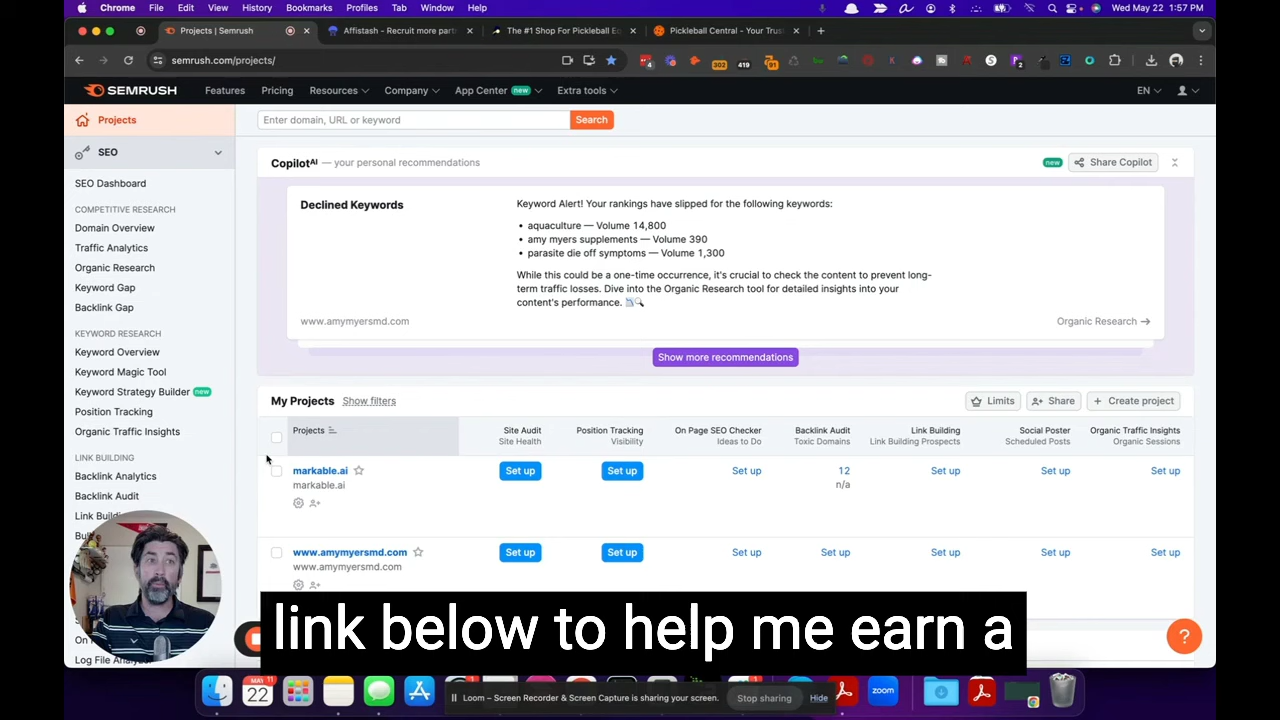 Chrome File Edit View History Bookmarks Profiles Tab Window Help Wed May 22 1:57 PM
Projects | Semrush
Affistash - Recruit more part
The #1 Shop For Pickleball Eq
Pickleball Central - Your Trus
semrush.com/projects/
SEMRUSH Features Pricing Resources Company App Center new Extra tools EN
Projects
SEO
SEO Dashboard
COMPETITIVE RESEARCH
Domain Overview
Traffic Analytics
Organic Research
Keyword Gap
Backlink Gap
KEYWORD RESEARCH
Keyword Overview
Keyword Magic Tool
Keyword Strategy Builder new
Position Tracking
Organic Traffic Insights
LINK BUILDING
Backlink Analytics
Backlink Audit
Link Buildi
Bul
On
Log File Analyzer
Enter domain, URL or keyword Search
Copilot AI — your personal recommendations new Share Copilot
Declined Keywords
Keyword Alert! Your rankings have slipped for the following keywords:
• aquaculture — Volume 14,800
• amy myers supplements — Volume 390
• parasite die off symptoms — Volume 1,300
While this could be a one-time occurrence, it's crucial to check the content to prevent long-
term traffic losses. Dive into the Organic Research tool for detailed insights into your
content's performance.
www.amymyersmd.com Organic Research →
Show more recommendations
My Projects Show filters Limits Share + Create project
Projects Site Audit Position Tracking On Page SEO Checker Backlink Audit Link Building Social Poster Organic Traffic Insights
Site Health Visibility Ideas to Do Toxic Domains Link Building Prospects Scheduled Posts Organic Sessions
markable.ai Set up Set up Set up 12 Set up Set up Set up
markable.ai n/a
www.amymyersmd.com Set up Set up Set up Set up Set up Set up Set up
www.amymyersmd.com
link below to help me earn a
?
MAY
22
Loom – Screen Recorder & Screen Capture is sharing your screen. Stop sharing Hide
zoom